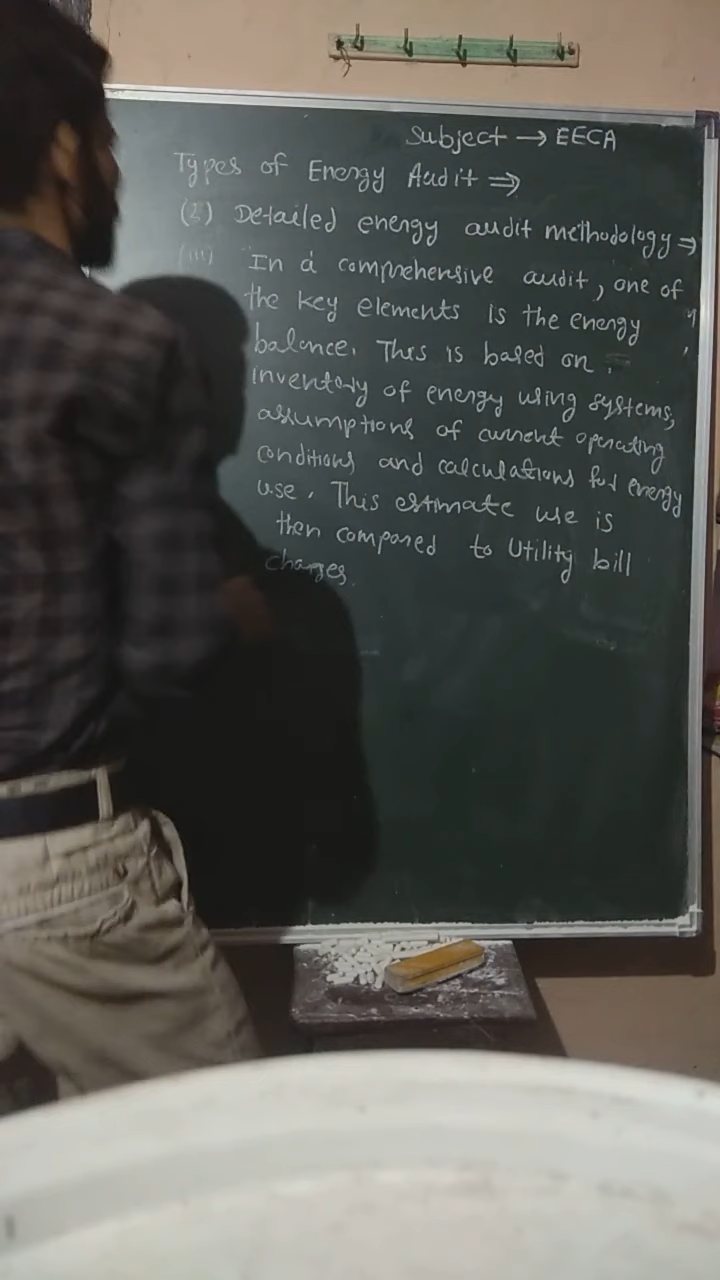 Subject → EECA
Types of Energy Audit ⇒
(2) Detailed energy audit methodology ⇒
(iii) In a comprehensive audit, one of
the key elements is the energy
balance. This is based on
inventory of energy using systems,
assumptions of current operating
conditions and calculations for energy
use. This estimate use is
then compared to Utility bill
charges.